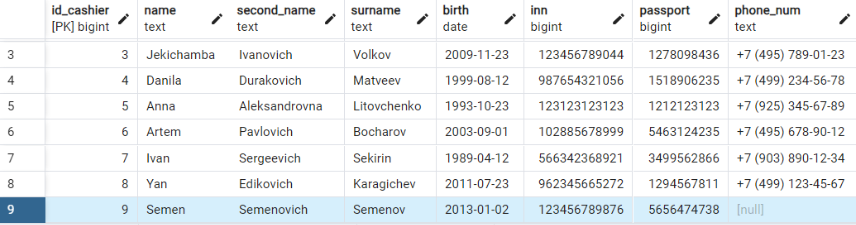 id_cashier name second_name surname birth inn passport phone_num
[PK] bigint text text text date bigint bigint text
3 3 Jekichamba Ivanovich Volkov 2009-11-23 123456789044 1278098436 +7 (495) 789-01-23
4 4 Danila Durakovich Matveev 1999-08-12 987654321056 1518906235 +7 (499) 234-56-78
5 5 Anna Aleksandrovna Litovchenko 1993-10-23 123123123123 1212123123 +7 (925) 345-67-89
6 6 Artem Pavlovich Bocharov 2003-09-01 102885678999 5463124235 +7 (495) 678-90-12
7 7 Ivan Sergeevich Sekirin 1989-04-12 566342368921 3499562866 +7 (903) 890-12-34
8 8 Yan Edikovich Karagichev 2011-07-23 962345665272 1294567811 +7 (499) 123-45-67
9 9 Semen Semenovich Semenov 2013-01-02 123456789876 5656474738 [null]